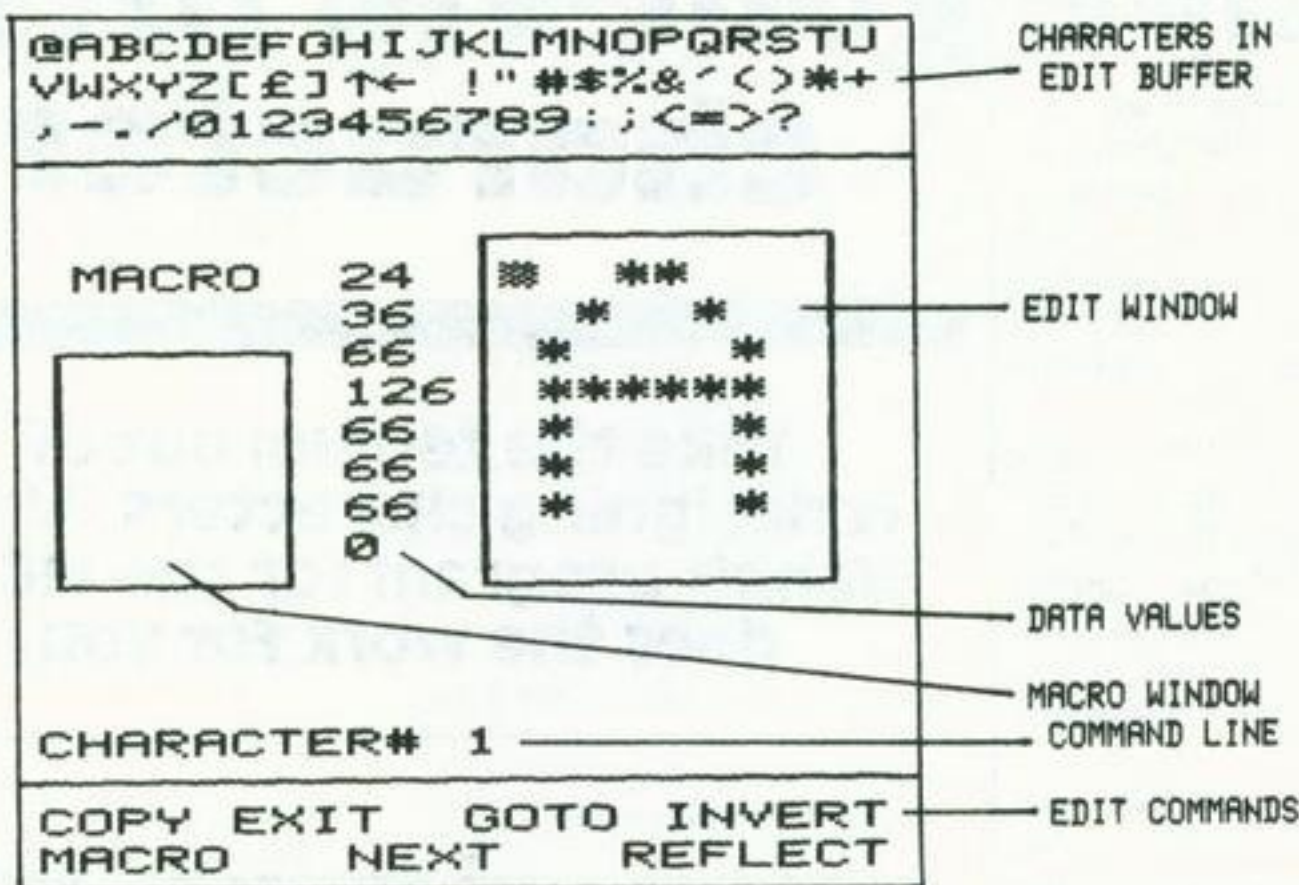 @ABCDEFGHIJKLMNOPQRSTU
VWXYZ[£]↑← !"#$%&´()*+
,-./0123456789:;<=>?
CHARACTERS IN
EDIT BUFFER
MACRO
24
36
66
126
66
66
66
0
** 
* *
* *
******
* *
* *
* *
EDIT WINDOW
DATA VALUES
MACRO WINDOW
CHARACTER# 1
COMMAND LINE
COPY EXIT GOTO INVERT
MACRO NEXT REFLECT
EDIT COMMANDS